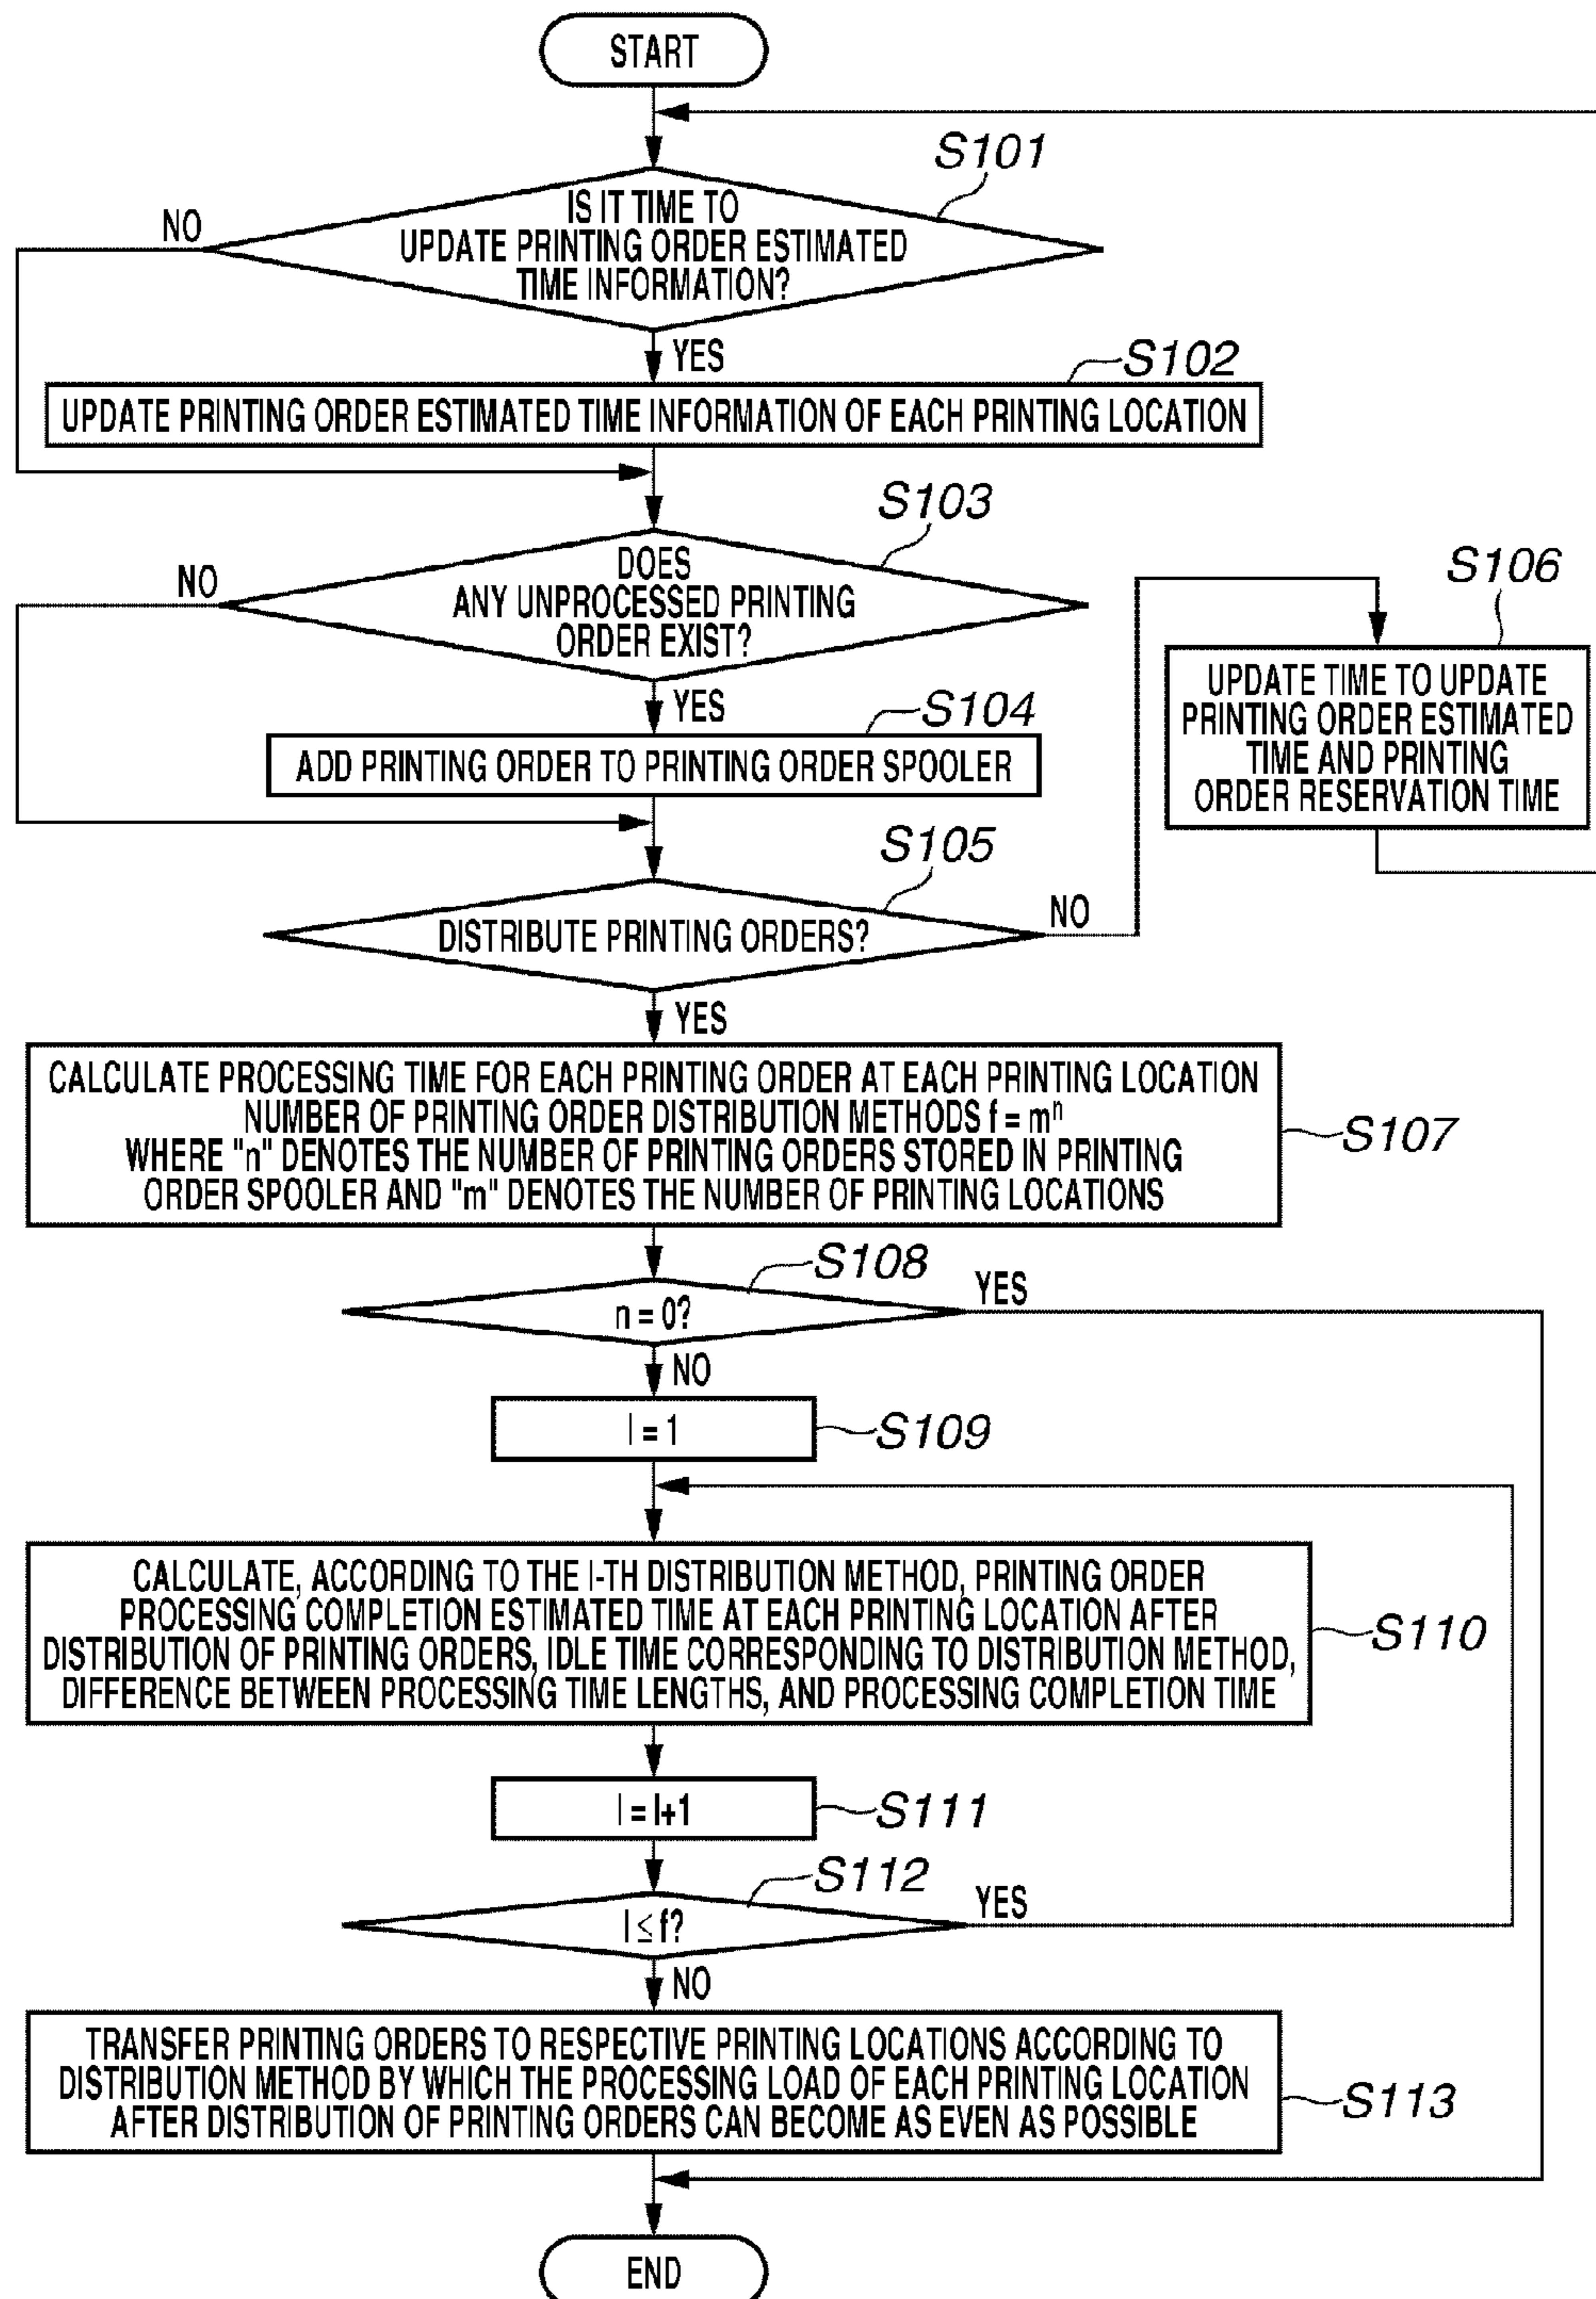 START
S101
IS IT TIME TO
UPDATE PRINTING ORDER ESTIMATED
TIME INFORMATION?
NO
YES
S102
UPDATE PRINTING ORDER ESTIMATED TIME INFORMATION OF EACH PRINTING LOCATION
S103
DOES
ANY UNPROCESSED PRINTING
ORDER EXIST?
NO
YES
S104
ADD PRINTING ORDER TO PRINTING ORDER SPOOLER
S105
DISTRIBUTE PRINTING ORDERS?
NO
S106
UPDATE TIME TO UPDATE
PRINTING ORDER ESTIMATED
TIME AND PRINTING
ORDER RESERVATION TIME
YES
CALCULATE PROCESSING TIME FOR EACH PRINTING ORDER AT EACH PRINTING LOCATION
NUMBER OF PRINTING ORDER DISTRIBUTION METHODS f = mⁿ
WHERE "n" DENOTES THE NUMBER OF PRINTING ORDERS STORED IN PRINTING
ORDER SPOOLER AND "m" DENOTES THE NUMBER OF PRINTING LOCATIONS
S107
S108
n = 0?
YES
NO
I = 1
S109
CALCULATE, ACCORDING TO THE I-TH DISTRIBUTION METHOD, PRINTING ORDER
PROCESSING COMPLETION ESTIMATED TIME AT EACH PRINTING LOCATION AFTER
DISTRIBUTION OF PRINTING ORDERS, IDLE TIME CORRESPONDING TO DISTRIBUTION METHOD,
DIFFERENCE BETWEEN PROCESSING TIME LENGTHS, AND PROCESSING COMPLETION TIME
S110
I = I+1
S111
S112
I ≤ f?
YES
NO
TRANSFER PRINTING ORDERS TO RESPECTIVE PRINTING LOCATIONS ACCORDING TO
DISTRIBUTION METHOD BY WHICH THE PROCESSING LOAD OF EACH PRINTING LOCATION
AFTER DISTRIBUTION OF PRINTING ORDERS CAN BECOME AS EVEN AS POSSIBLE
S113
END